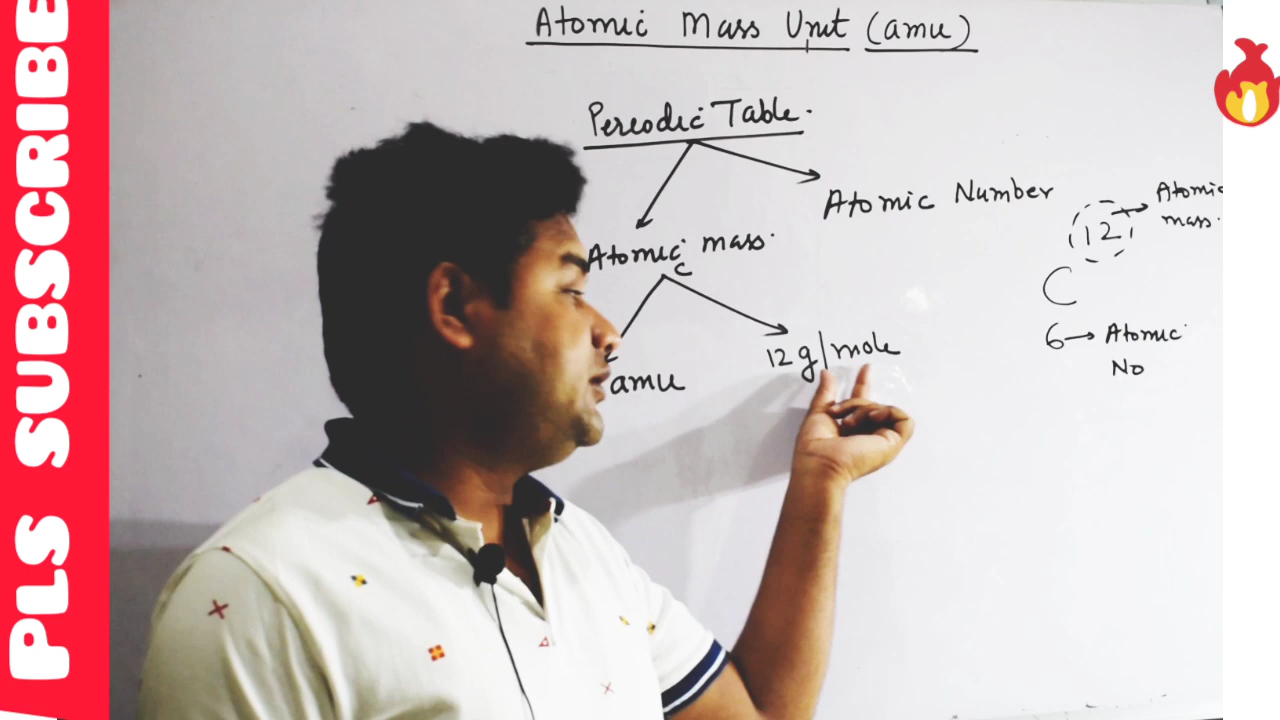 PLS SUBSCRIBE
Atomic Mass Unit (amu)
Pereodic Table.
Atomic Number
Atomic mass.
C
amu
12 g/mole
12
Atomic
mass.
C
6 → Atomic
No